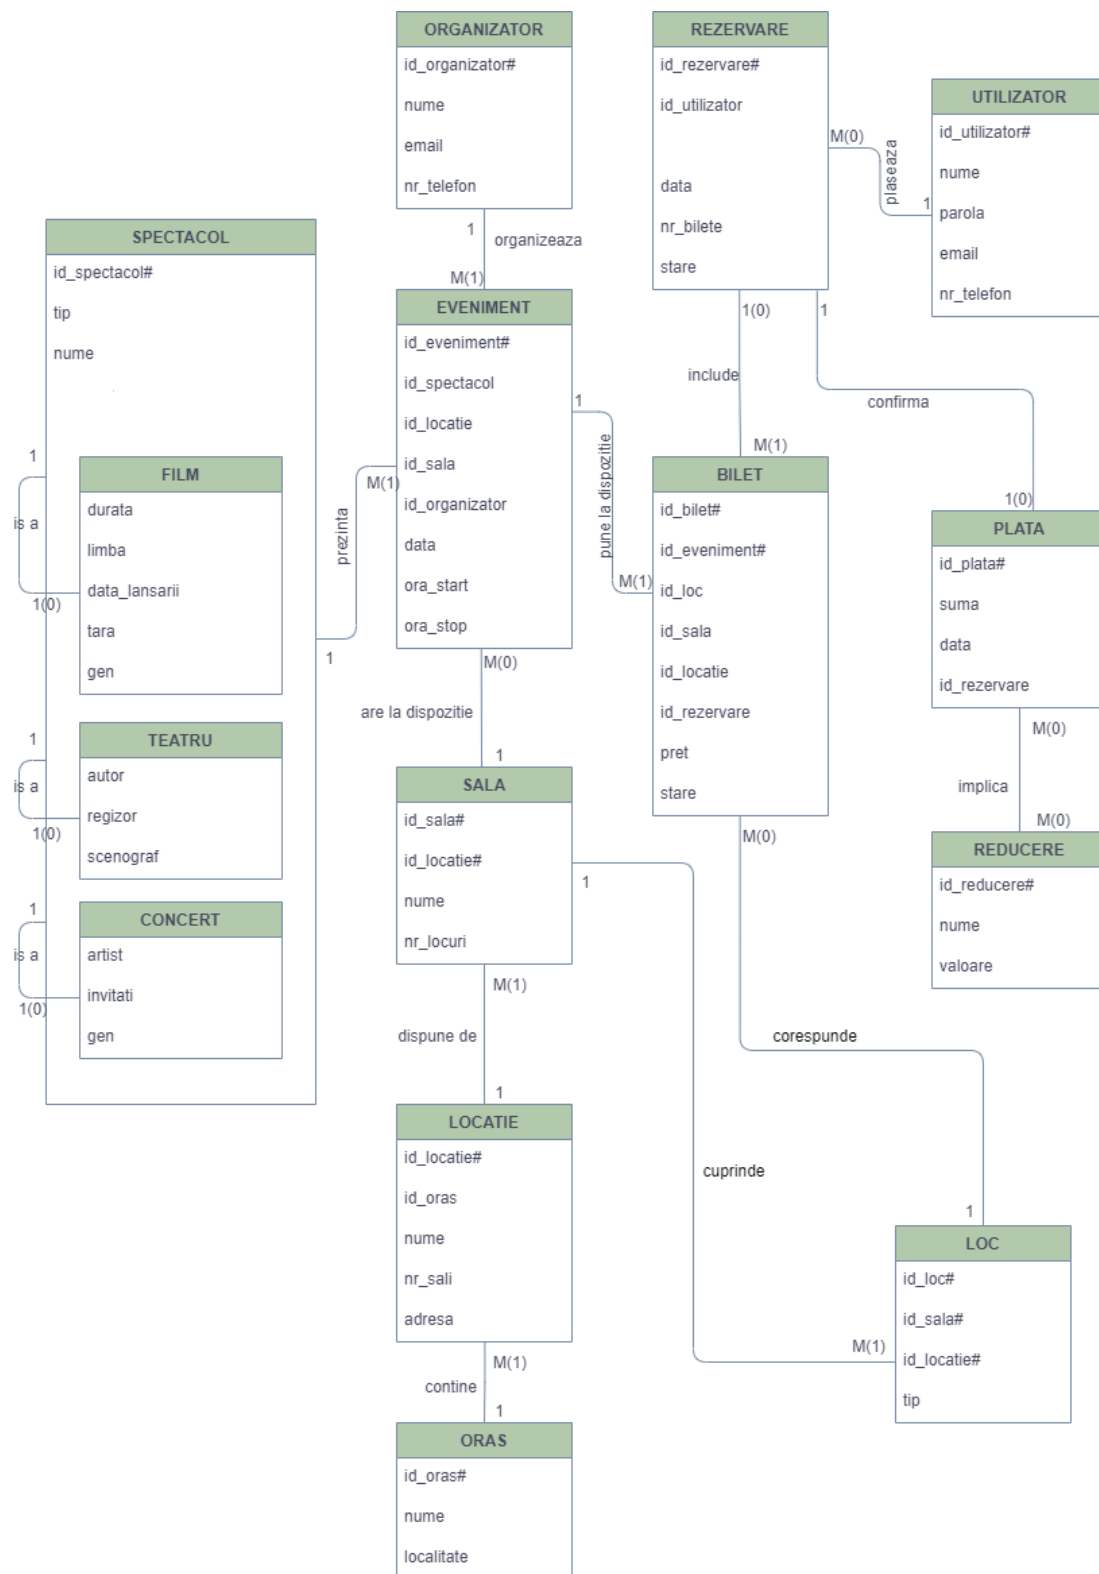 ORGANIZATOR
id_organizator#
nume
email
nr_telefon
REZERVARE
id_rezervare#
id_utilizator
data
nr_bilete
stare
UTILIZATOR
id_utilizator#
nume
parola
email
nr_telefon
M(0)
plaseaza
1
1
organizeaza
M(1)
SPECTACOL
id_spectacol#
tip
nume
1
is a
1(0)
FILM
durata
limba
data_lansarii
tara
gen
1
is a
1(0)
TEATRU
autor
regizor
scenograf
1
is a
1(0)
CONCERT
artist
invitati
gen
EVENIMENT
id_eveniment#
id_spectacol
id_locatie
id_sala
id_organizator
data
ora_start
ora_stop
M(1)
prezinta
1
1
pune la dispozitie
M(1)
1(0)
include
M(1)
1
confirma
1(0)
BILET
id_bilet#
id_eveniment#
id_loc
id_sala
id_locatie
id_rezervare
pret
stare
PLATA
id_plata#
suma
data
id_rezervare
M(0)
implica
M(0)
REDUCERE
id_reducere#
nume
valoare
M(0)
are la dispozitie
1
SALA
id_sala#
id_locatie#
nume
nr_locuri
1
M(0)
M(1)
dispune de
1
corespunde
1
LOCATIE
id_locatie#
id_oras
nume
nr_sali
adresa
cuprinde
M(1)
LOC
id_loc#
id_sala#
id_locatie#
tip
M(1)
contine
1
ORAS
id_oras#
nume
localitate